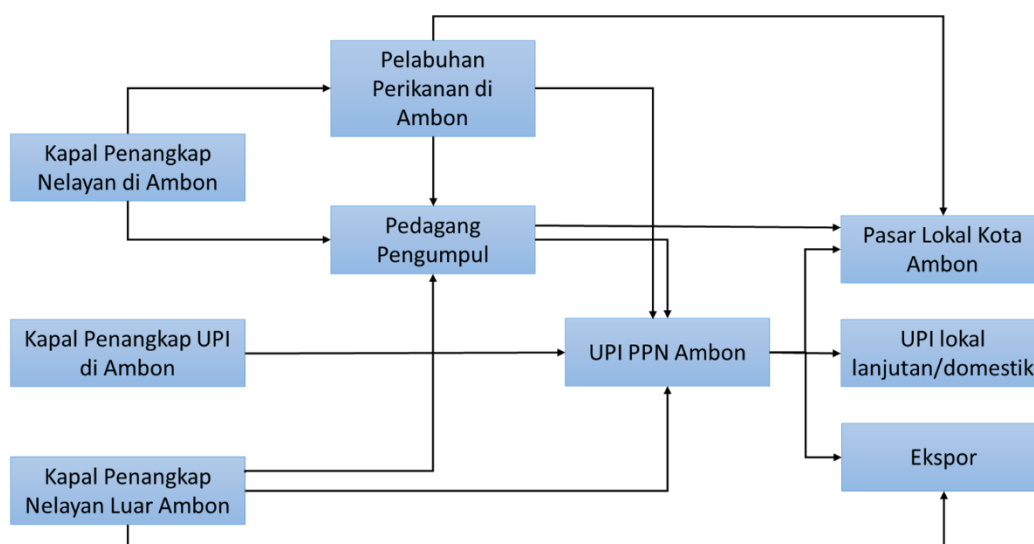 Pelabuhan
Perikanan di
Ambon
Kapal Penangkap
Nelayan di Ambon
Pedagang
Pengumpul
Pasar Lokal Kota
Ambon
Kapal Penangkap UPI
di Ambon
UPI PPN Ambon
UPI lokal
lanjutan/domestik
Kapal Penangkap
Nelayan Luar Ambon
Ekspor